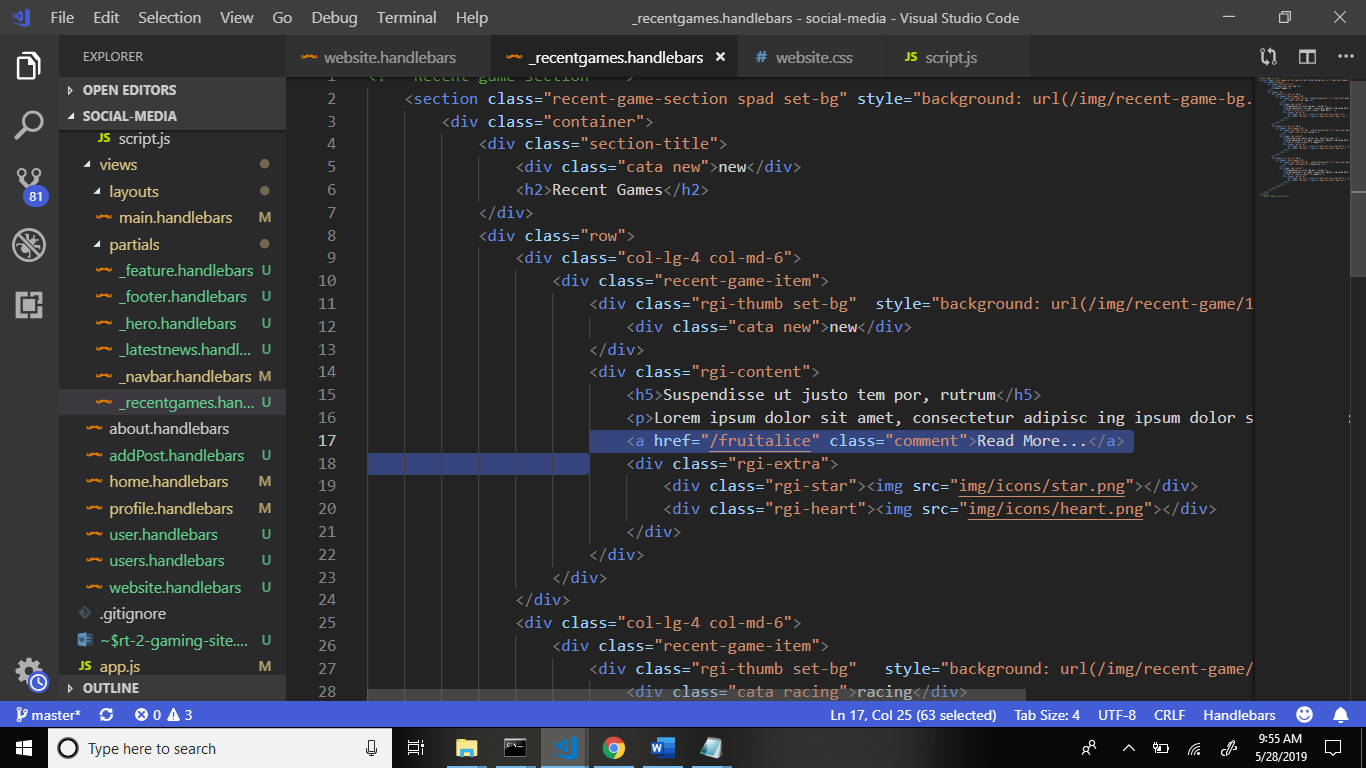 File Edit Selection View Go Debug Terminal Help _recentgames.handlebars - social-media - Visual Studio Code
EXPLORER
website.handlebars _recentgames.handlebars website.css JS script.js
OPEN EDITORS
SOCIAL-MEDIA
JS script.js
views
layouts
main.handlebars M
partials
_feature.handlebars U
_footer.handlebars U
_hero.handlebars U
_latestnews.handl... U
_navbar.handlebars M
_recentgames.han... U
about.handlebars
addPost.handlebars U
home.handlebars M
profile.handlebars M
user.handlebars U
users.handlebars U
website.handlebars U
.gitignore
~$rt-2-gaming-site.... U
JS app.js M
OUTLINE
81
1 Recent game section
2 <section class="recent-game-section spad set-bg" style="background: url(/img/recent-game-bg.
3 <div class="container">
4 <div class="section-title">
5 <div class="cata new">new</div>
6 <h2>Recent Games</h2>
7 </div>
8 <div class="row">
9 <div class="col-lg-4 col-md-6">
10 <div class="recent-game-item">
11 <div class="rgi-thumb set-bg"  style="background: url(/img/recent-game/1
12 <div class="cata new">new</div>
13 </div>
14 <div class="rgi-content">
15 <h5>Suspendisse ut justo tem por, rutrum</h5>
16 <p>Lorem ipsum dolor sit amet, consectetur adipisc ing ipsum dolor s
17 <a href="/fruitalice" class="comment">Read More...</a>
18 <div class="rgi-extra">
19 <div class="rgi-star"><img src="img/icons/star.png"></div>
20 <div class="rgi-heart"><img src="img/icons/heart.png"></div>
21 </div>
22 </div>
23 </div>
24 </div>
25 <div class="col-lg-4 col-md-6">
26 <div class="recent-game-item">
27 <div class="rgi-thumb set-bg"   style="background: url(/img/recent-game/
28 <div class="cata racing">racing</div>
master* 0 3 Ln 17, Col 25 (63 selected) Tab Size: 4 UTF-8 CRLF Handlebars
Type here to search 9:55 AM
5/28/2019